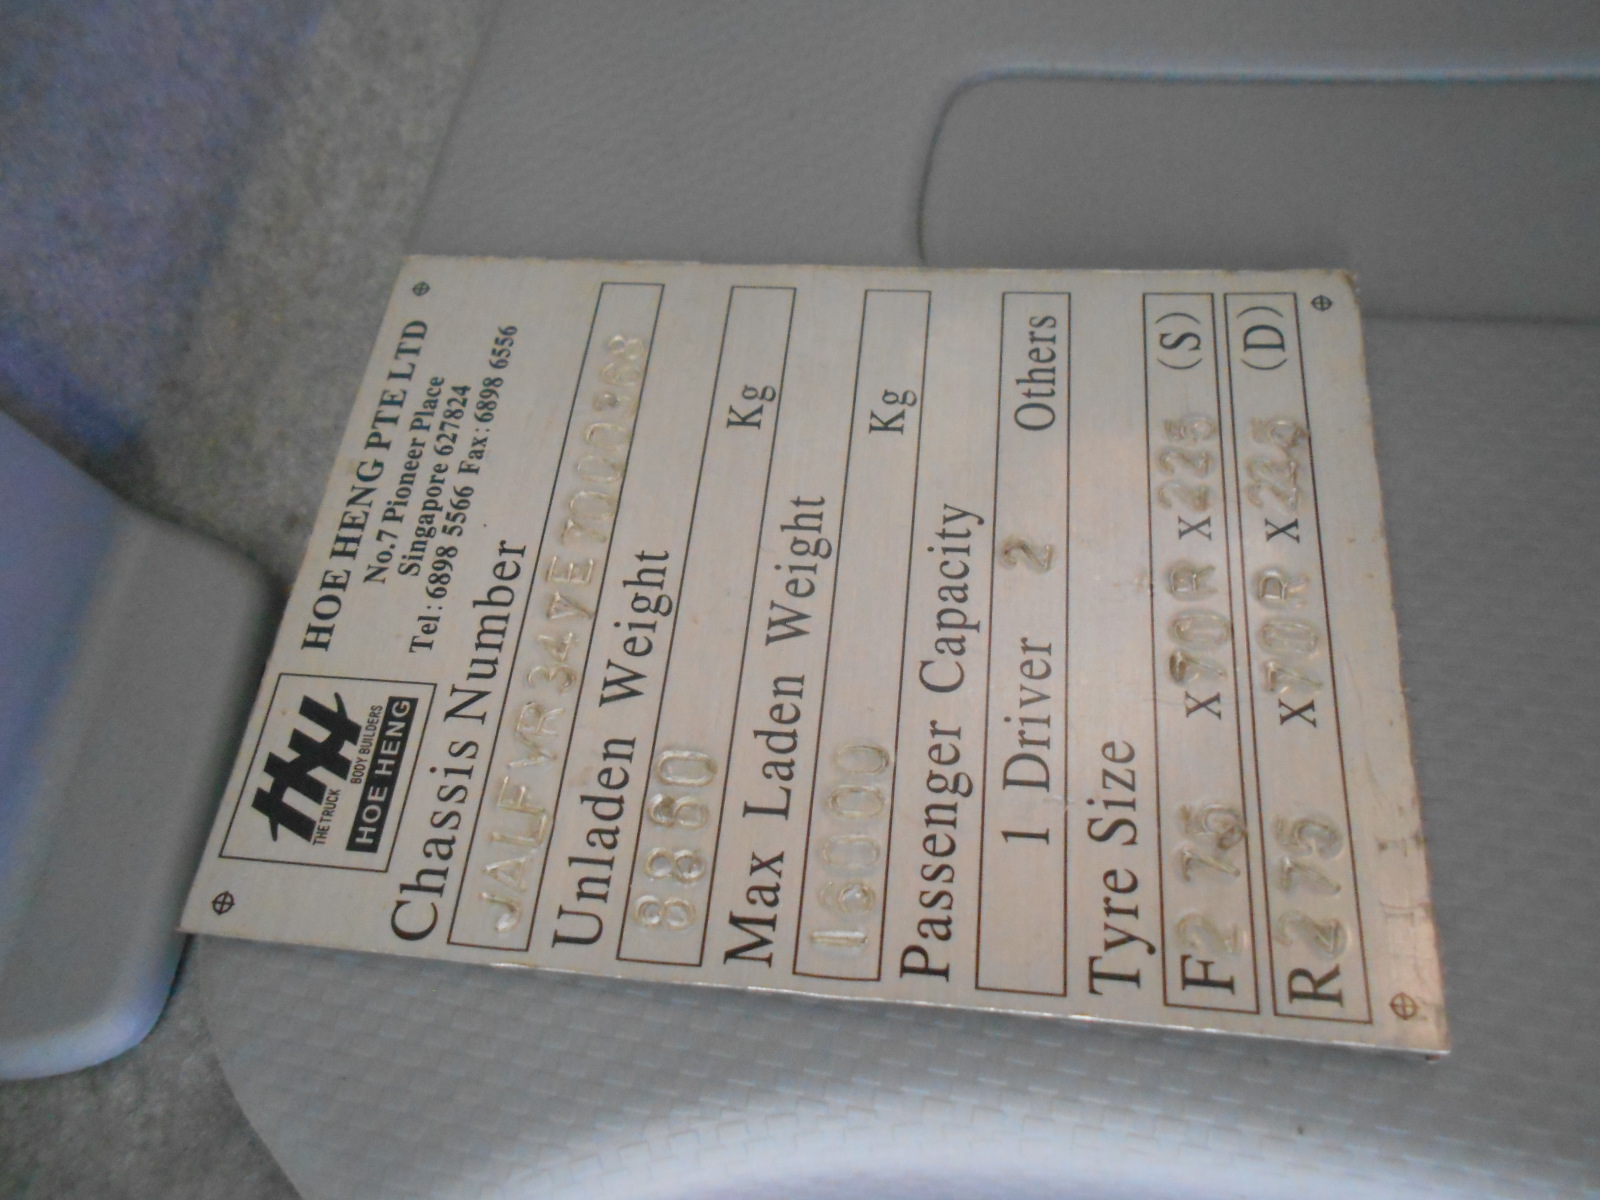 HH
THE TRUCK BODY BUILDERS
HOE HENG
HOE HENG PTE LTD
No.7 Pioneer Place
Singapore 627824
Tel:6898 5566 Fax:6898 6556
Chassis Number
JALFVR34VE7000368
Unladen Weight
8860 Kg
Max Laden Weight
16000 Kg
Passenger Capacity
1 Driver 2 Others
Tyre Size
F 275 X 70R X 225 (S)
R 275 X 70R X 225 (D)